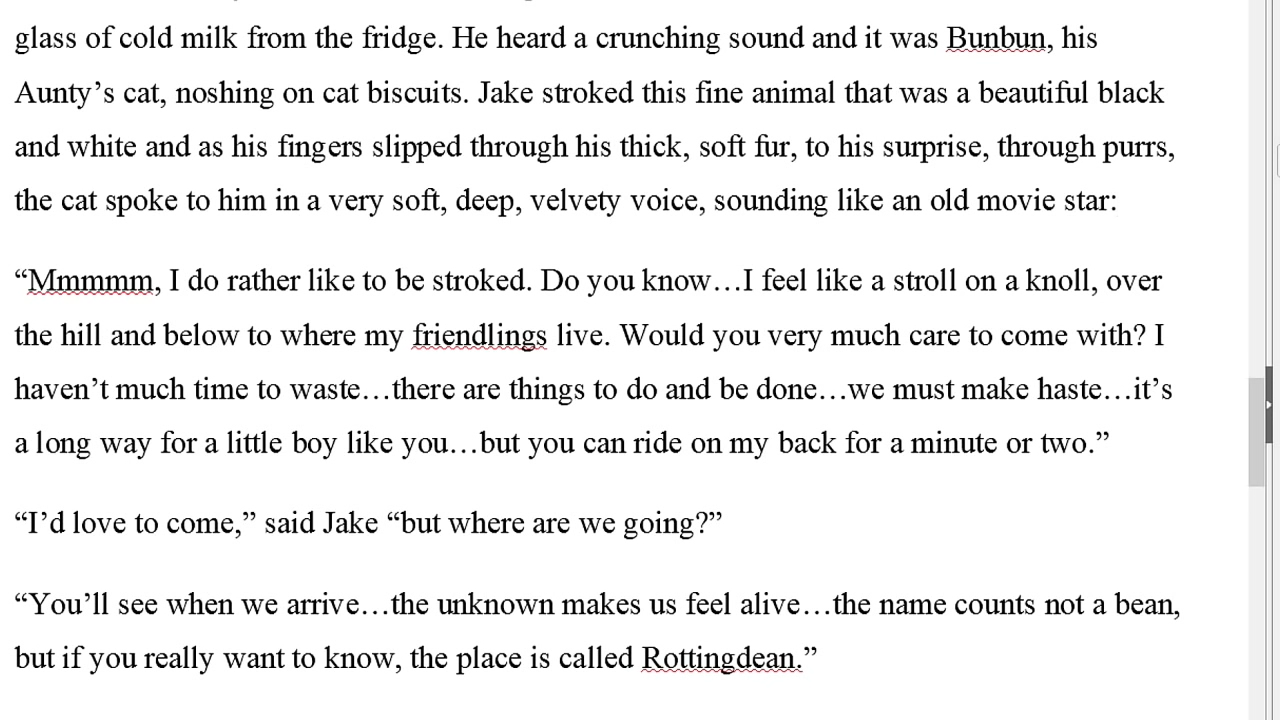 glass of cold milk from the fridge. He heard a crunching sound and it was Bunbun, his
Aunty’s cat, noshing on cat biscuits. Jake stroked this fine animal that was a beautiful black
and white and as his fingers slipped through his thick, soft fur, to his surprise, through purrs,
the cat spoke to him in a very soft, deep, velvety voice, sounding like an old movie star:
“Mmmmm, I do rather like to be stroked. Do you know…I feel like a stroll on a knoll, over
the hill and below to where my friendlings live. Would you very much care to come with? I
haven’t much time to waste…there are things to do and be done…we must make haste…it’s
a long way for a little boy like you…but you can ride on my back for a minute or two.”
“I’d love to come,” said Jake “but where are we going?”
“You’ll see when we arrive…the unknown makes us feel alive…the name counts not a bean,
but if you really want to know, the place is called Rottingdean.”